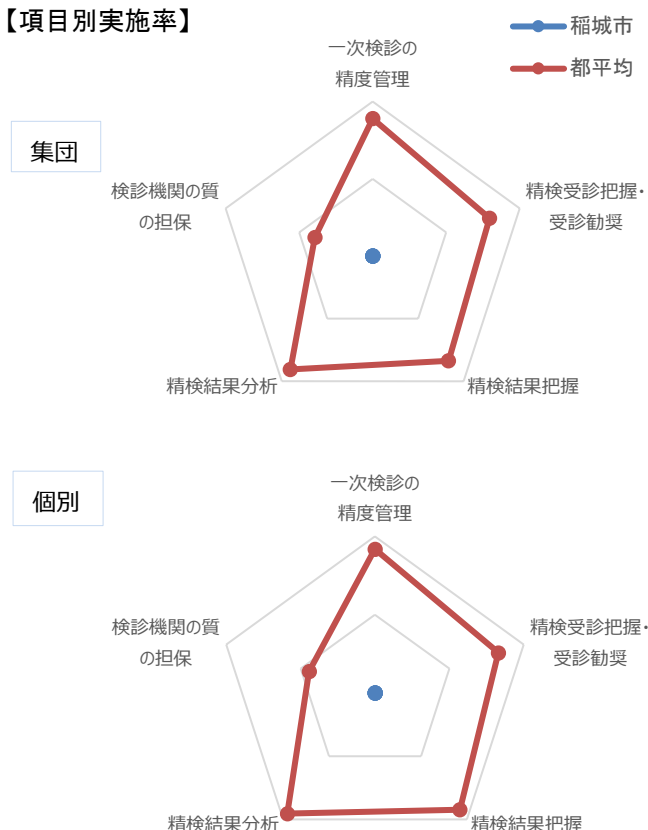 【項目別実施率】
稲城市
都平均
集団
一次検診の
精度管理
精検受診把握・
受診勧奨
精検結果把握
精検結果分析
検診機関の質
の担保
個別
一次検診の
精度管理
精検受診把握・
受診勧奨
精検結果把握
精検結果分析
検診機関の質
の担保